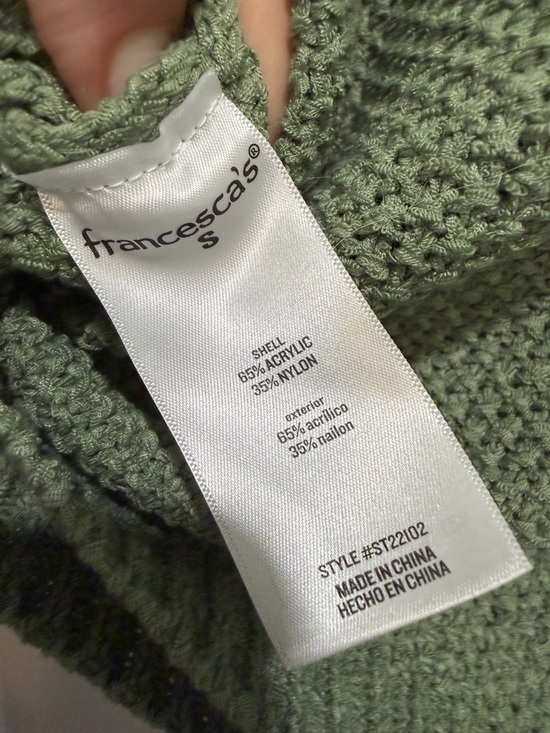 francesca's®
S
SHELL
65% ACRYLIC
35% NYLON
exterior
65% acrílico
35% nailon
STYLE #ST22102
MADE IN CHINA
HECHO EN CHINA